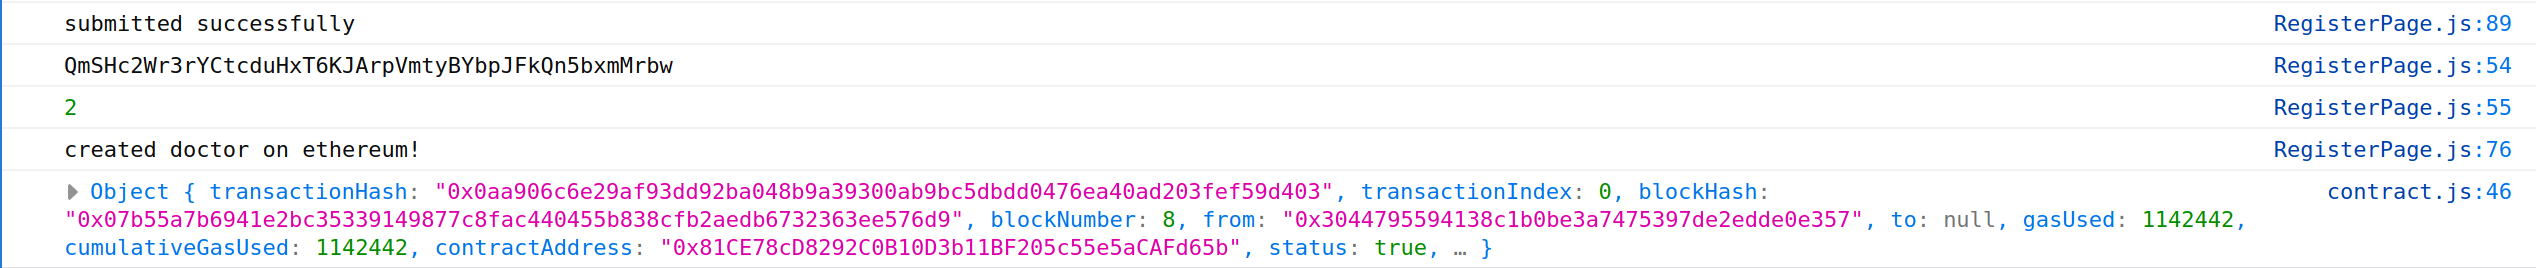 submitted successfully RegisterPage.js:89
QmSHc2Wr3rYCtcduHxT6KJArpVmtyBYbpJFkQn5bxmMrbw RegisterPage.js:54
2 RegisterPage.js:55
created doctor on ethereum! RegisterPage.js:76
Object { transactionHash: "0x0aa906c6e29af93dd92ba048b9a39300ab9bc5dbdd0476ea40ad203fef59d403", transactionIndex: 0, blockHash: contract.js:46
"0x07b55a7b6941e2bc35339149877c8fac440455b838cfb2aedb6732363ee576d9", blockNumber: 8, from: "0x3044795594138c1b0be3a7475397de2edde0e357", to: null, gasUsed: 1142442,
cumulativeGasUsed: 1142442, contractAddress: "0x81CE78cD8292C0B10D3b11BF205c55e5aCAFd65b", status: true, … }